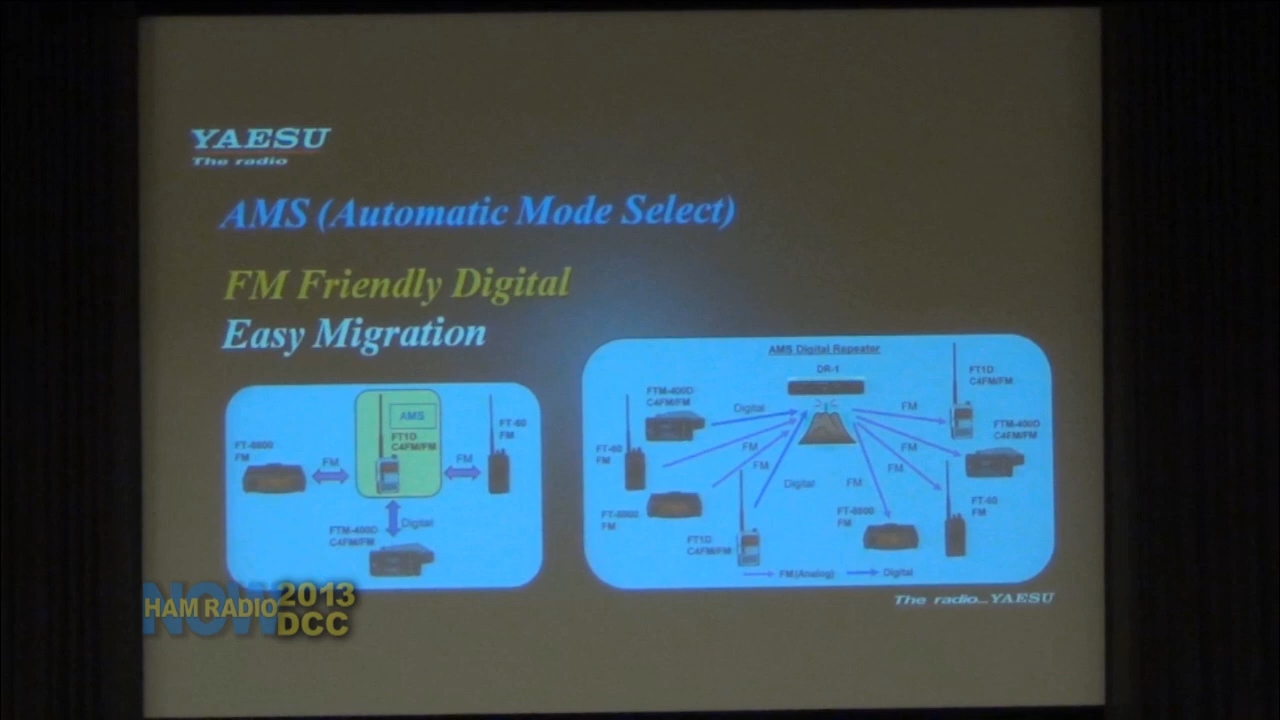 YAESU
The radio
AMS (Automatic Mode Select)
FM Friendly Digital
Easy Migration
AMS
FT1D
C4FM/FM
FT-8800
FM
FM
FM
FT-60
FM
Digital
FTM-400D
C4FM/FM
AMS Digital Repeater
DR-1
FTM-400D
C4FM/FM
Digital
FT-60
FM
FM
FM
FT-8800
FM
Digital
FT1D
C4FM/FM
FM
FT1D
C4FM/FM
FM
FTM-400D
C4FM/FM
FM
FM
FT-60
FM
FT-8800
FM
FM(Analog)
Digital
The radio...YAESU
HAM RADIO
NOW
2013
DCC